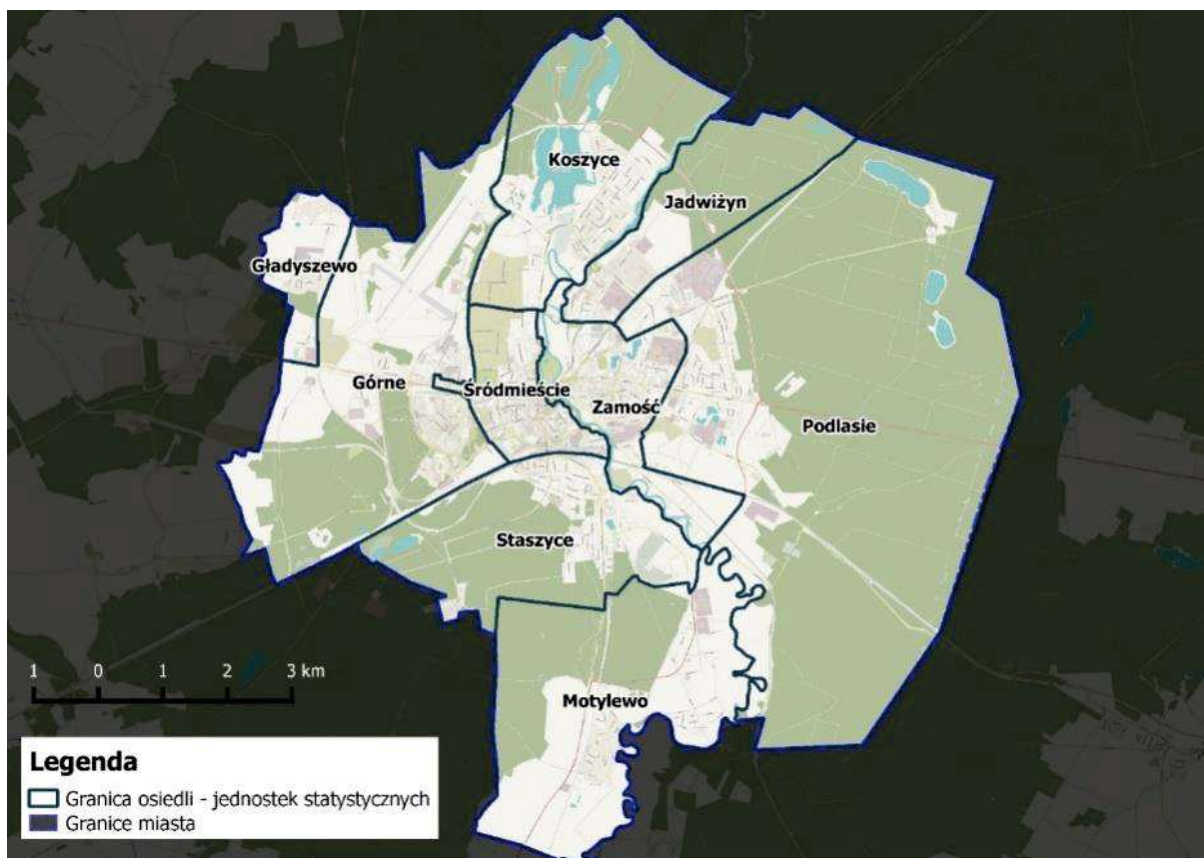 Koszyce
Jadwiżyn
Gładyszewo
Górne
Śródmieście
Zamość
Podlasie
Staszyce
Motylewo
1 0 1 2 3 km
Legenda
Granica osiedli - jednostek statystycznych
Granice miasta